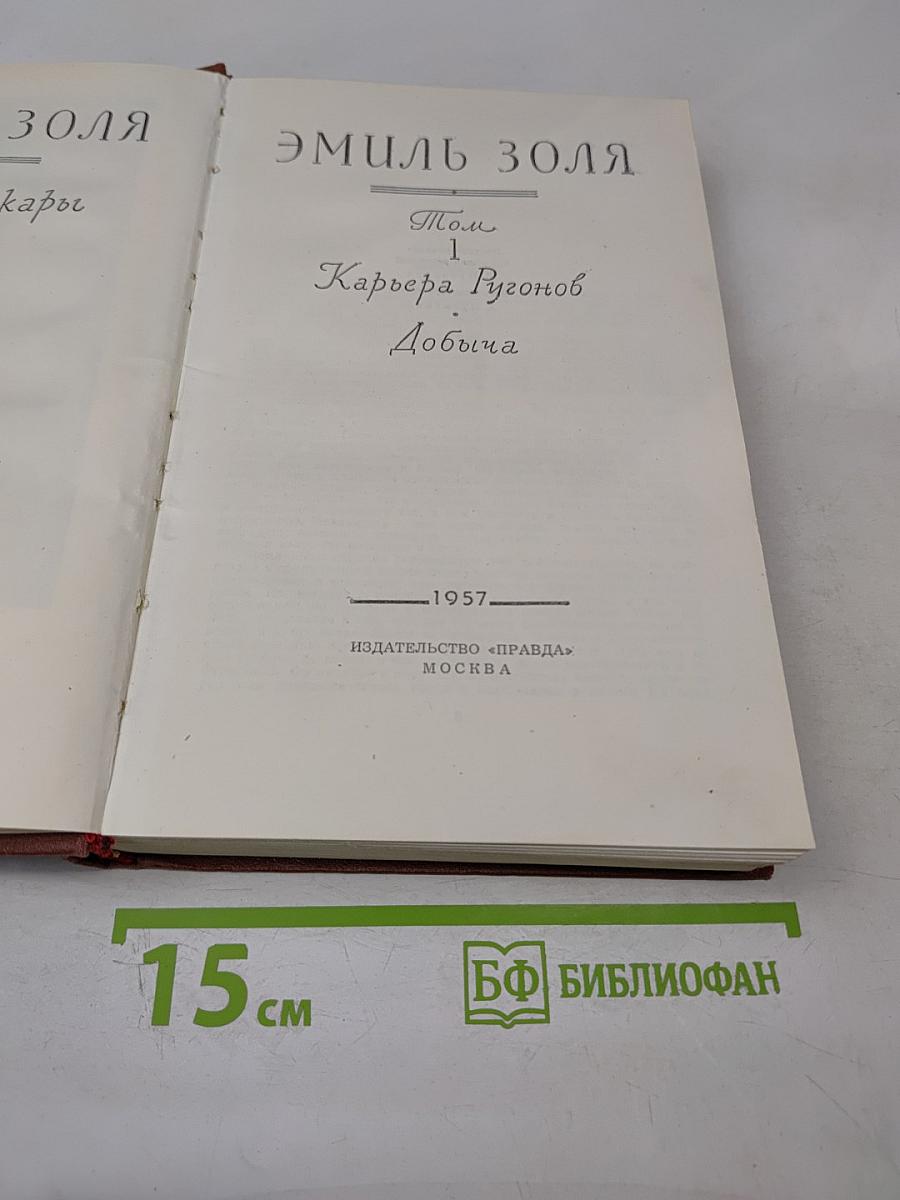 ЗОЛЯ
кары
ЭМИЛЬ ЗОЛЯ
Том
1
Карьера Ругонов
Добыча
1957
ИЗДАТЕЛЬСТВО «ПРАВДА»
МОСКВА
15 см
БФ БИБЛИОФАН